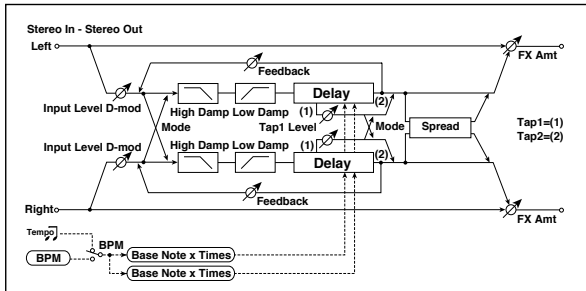 Stereo In - Stereo Out
Left
FX Amt
Feedback
Input Level D-mod
High Damp Low Damp
Delay
(1)
(2)
Mode
Tap1 Level
Mode
Spread
Tap1=(1)
Tap2=(2)
Input Level D-mod
High Damp Low Damp
(1)
Delay
(2)
Feedback
Right
FX Amt
Tempo
BPM
BPM
Base Note x Times
Base Note x Times